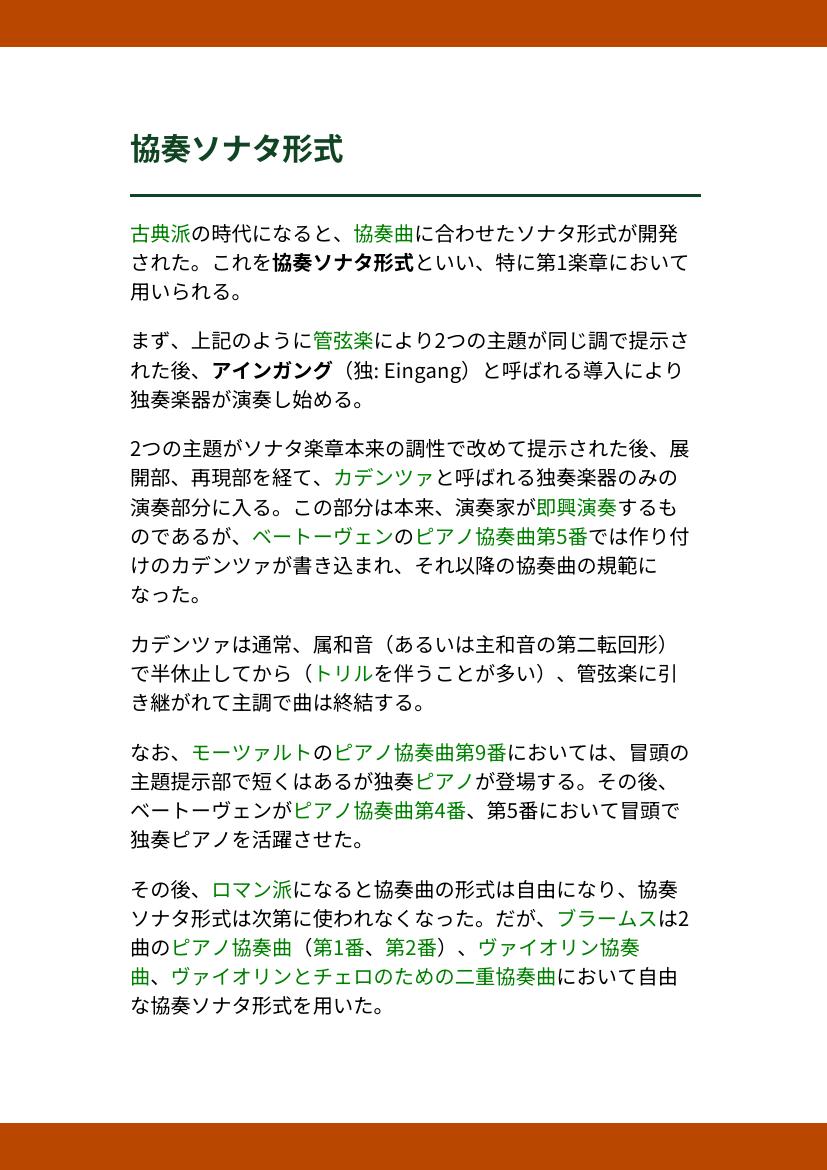 協奏ソナタ形式
古典派の時代になると、協奏曲に合わせたソナタ形式が開発
された。これを協奏ソナタ形式といい、特に第1楽章において
用いられる。
まず、上記のように管弦楽により2つの主題が同じ調で提示さ
れた後、アインガング（独: Eingang）と呼ばれる導入により
独奏楽器が演奏し始める。
2つの主題がソナタ楽章本来の調性で改めて提示された後、展
開部、再現部を経て、カデンツァと呼ばれる独奏楽器のみの
演奏部分に入る。この部分は本来、演奏家が即興演奏するも
のであるが、ベートーヴェンのピアノ協奏曲第5番では作り付
けのカデンツァが書き込まれ、それ以降の協奏曲の規範に
なった。
カデンツァは通常、属和音（あるいは主和音の第二転回形）
で半休止してから（トリルを伴うことが多い）、管弦楽に引
き継がれて主調で曲は終結する。
なお、モーツァルトのピアノ協奏曲第9番においては、冒頭の
主題提示部で短くはあるが独奏ピアノが登場する。その後、
ベートーヴェンがピアノ協奏曲第4番、第5番において冒頭で
独奏ピアノを活躍させた。
その後、ロマン派になると協奏曲の形式は自由になり、協奏
ソナタ形式は次第に使われなくなった。だが、ブラームスは2
曲のピアノ協奏曲（第1番、第2番）、ヴァイオリン協奏
曲、ヴァイオリンとチェロのための二重協奏曲において自由
な協奏ソナタ形式を用いた。